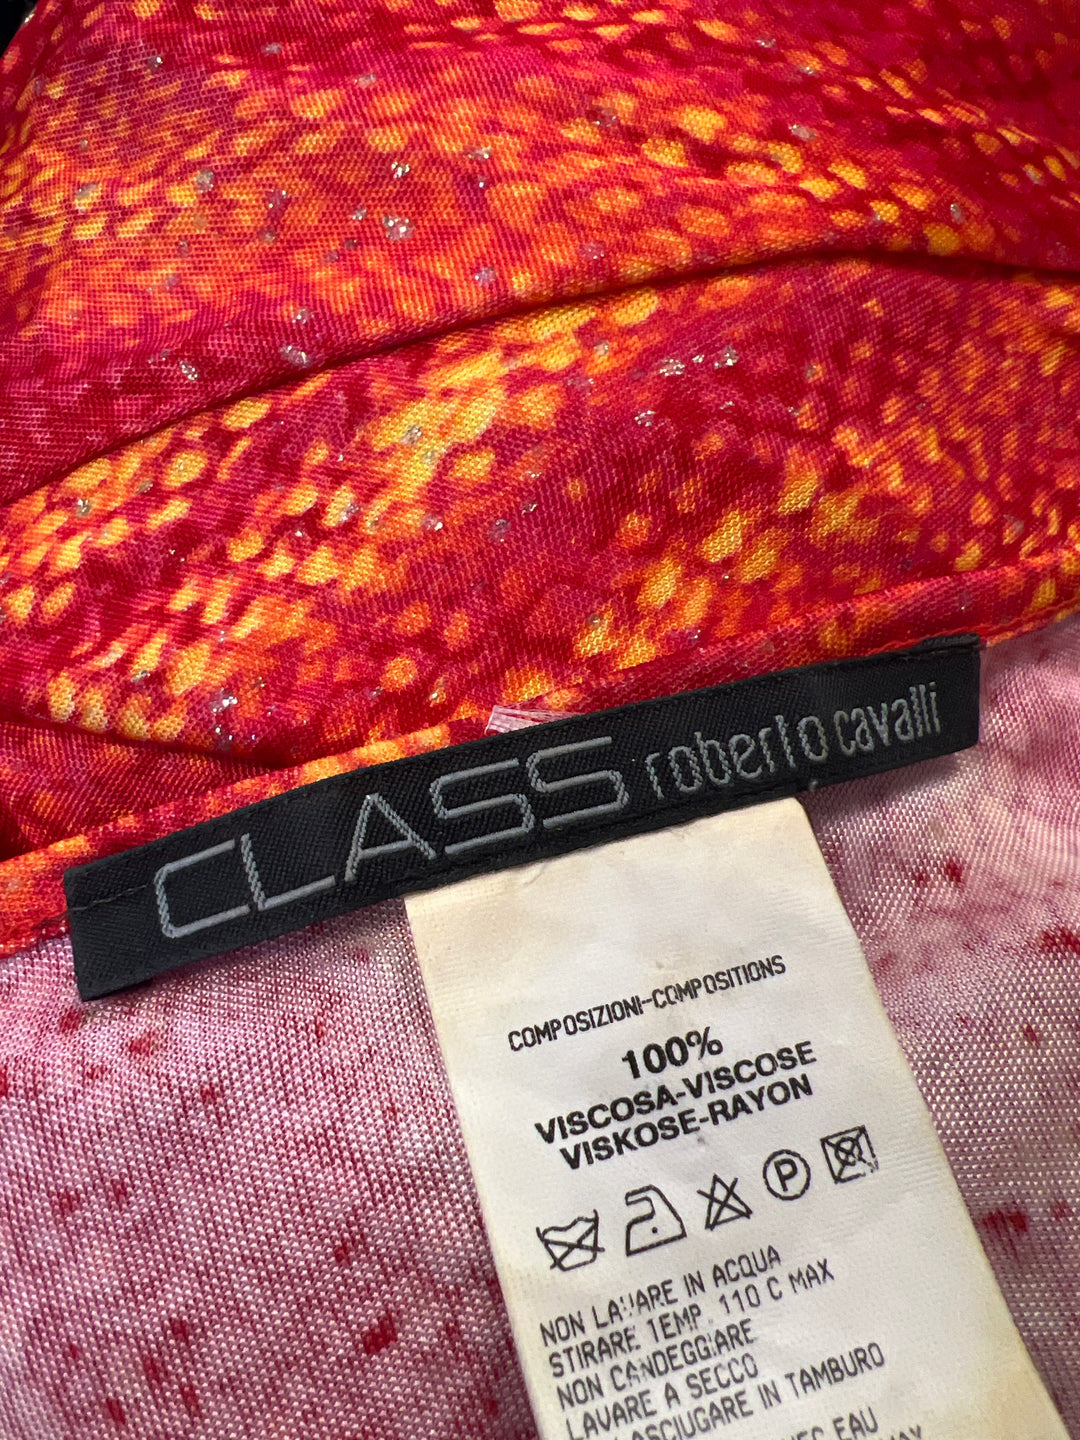 CLASS roberto cavalli
COMPOSIZIONI-COMPOSITIONS
100%
VISCOSA-VISCOSE
VISKOSE-RAYON
P
NON LAVARE IN ACQUA
STIRARE TEMP. 110 C MAX
NON CANDEGGIARE
LAVARE A SECCO
ASCIUGARE IN TAMBURO
EAU